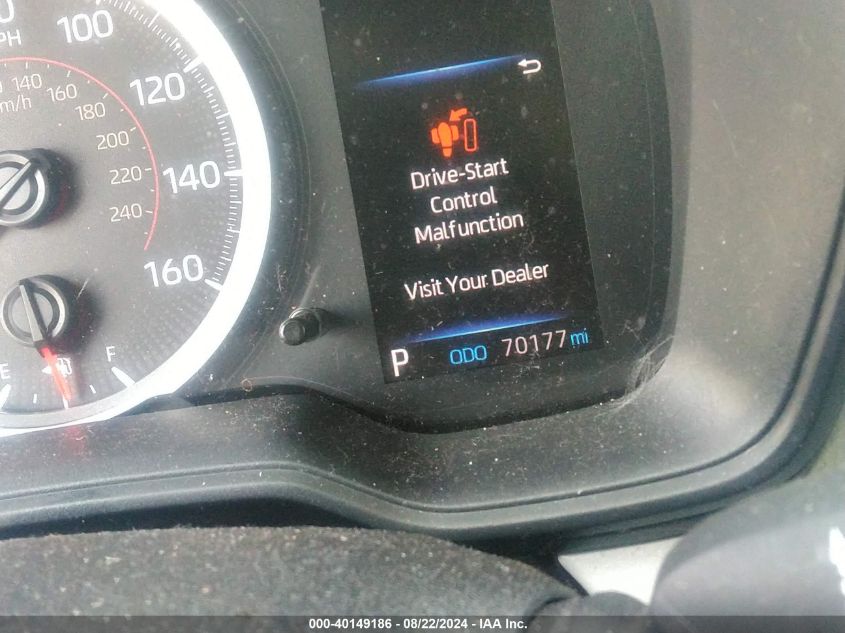 100
PH
120
140
160
140
m/h
160
180
200
220
240
E
F
Drive-Start
Control
Malfunction
Visit Your Dealer
P ODO 70177 mi
000-40149186 - 08/22/2024 - IAA Inc.